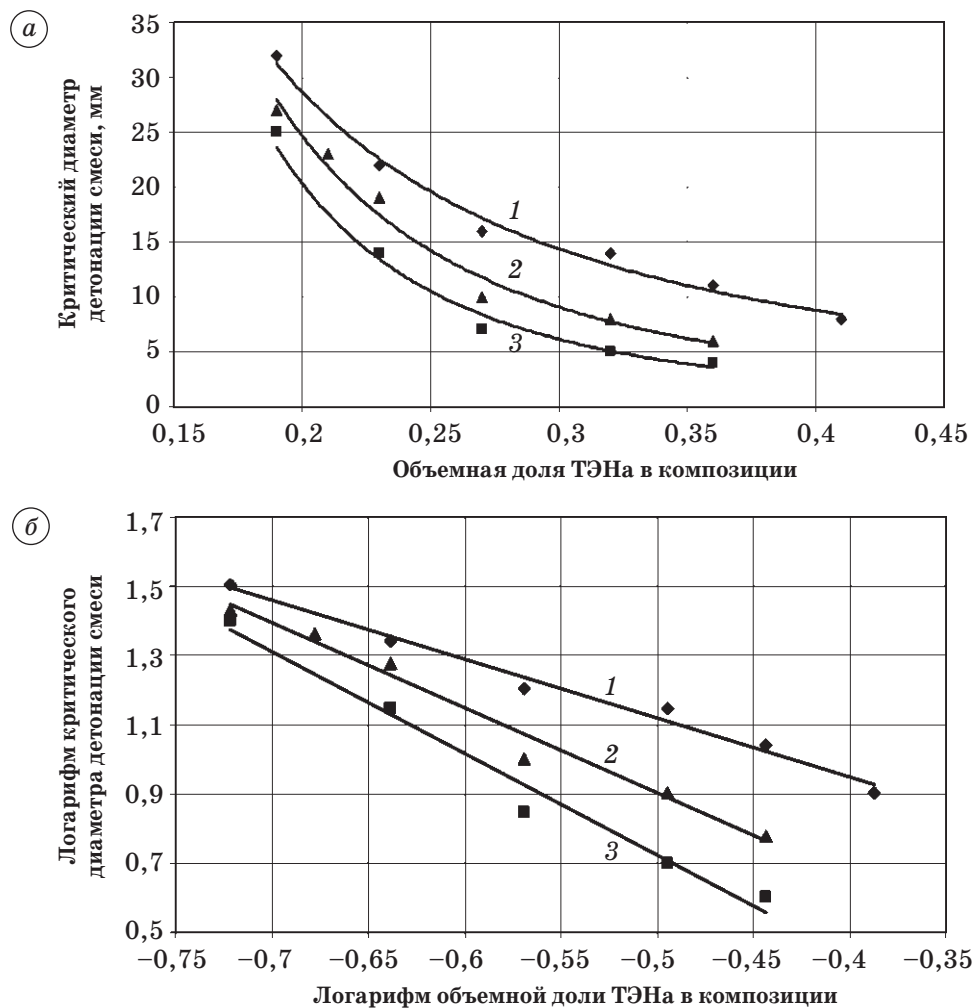 а
Критический диаметр
детонации смеси, мм
35
30
25
20
15
10
5
0
1
2
3
0,15 0,2 0,25 0,3 0,35 0,4 0,45
Объемная доля ТЭНа в композиции
б
Логарифм критического
диаметра детонации смеси
1,7
1,5
1,3
1,1
0,9
0,7
0,5
1
2
3
−0,75 −0,7 −0,65 −0,6 −0,55 −0,5 −0,45 −0,4 −0,35
Логарифм объемной доли ТЭНа в композиции